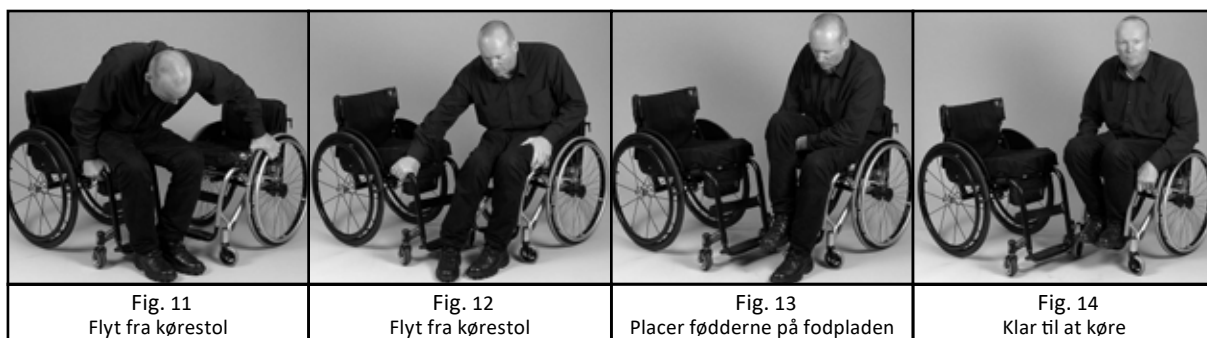 Fig. 11
Flyt fra kørestol
Fig. 12
Flyt fra kørestol
Fig. 13
Placer fødderne på fodpladen
Fig. 14
Klar til at køre